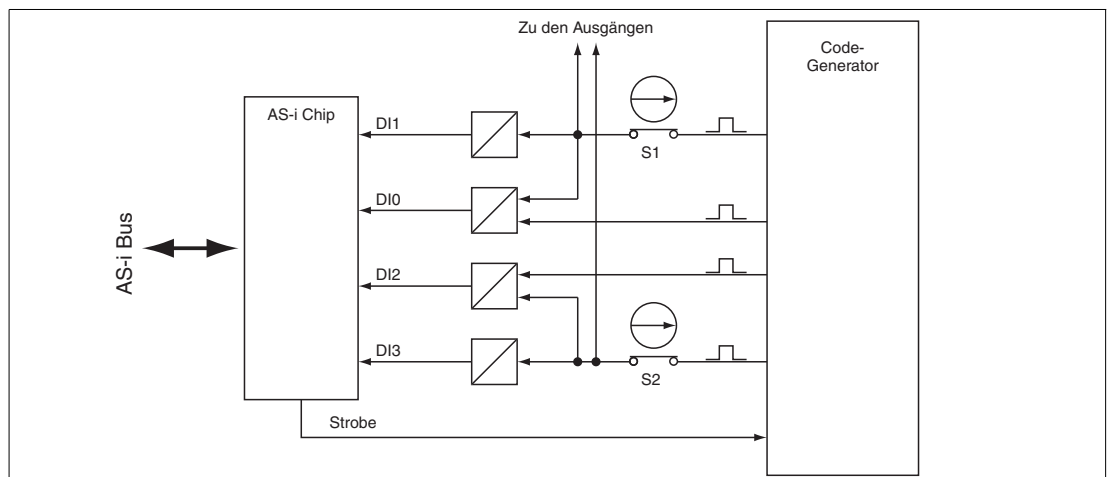 Zu den Ausgängen
Code-
Generator
AS-i Chip
DI1
S1
DI0
AS-i Bus
DI2
DI3
S2
Strobe